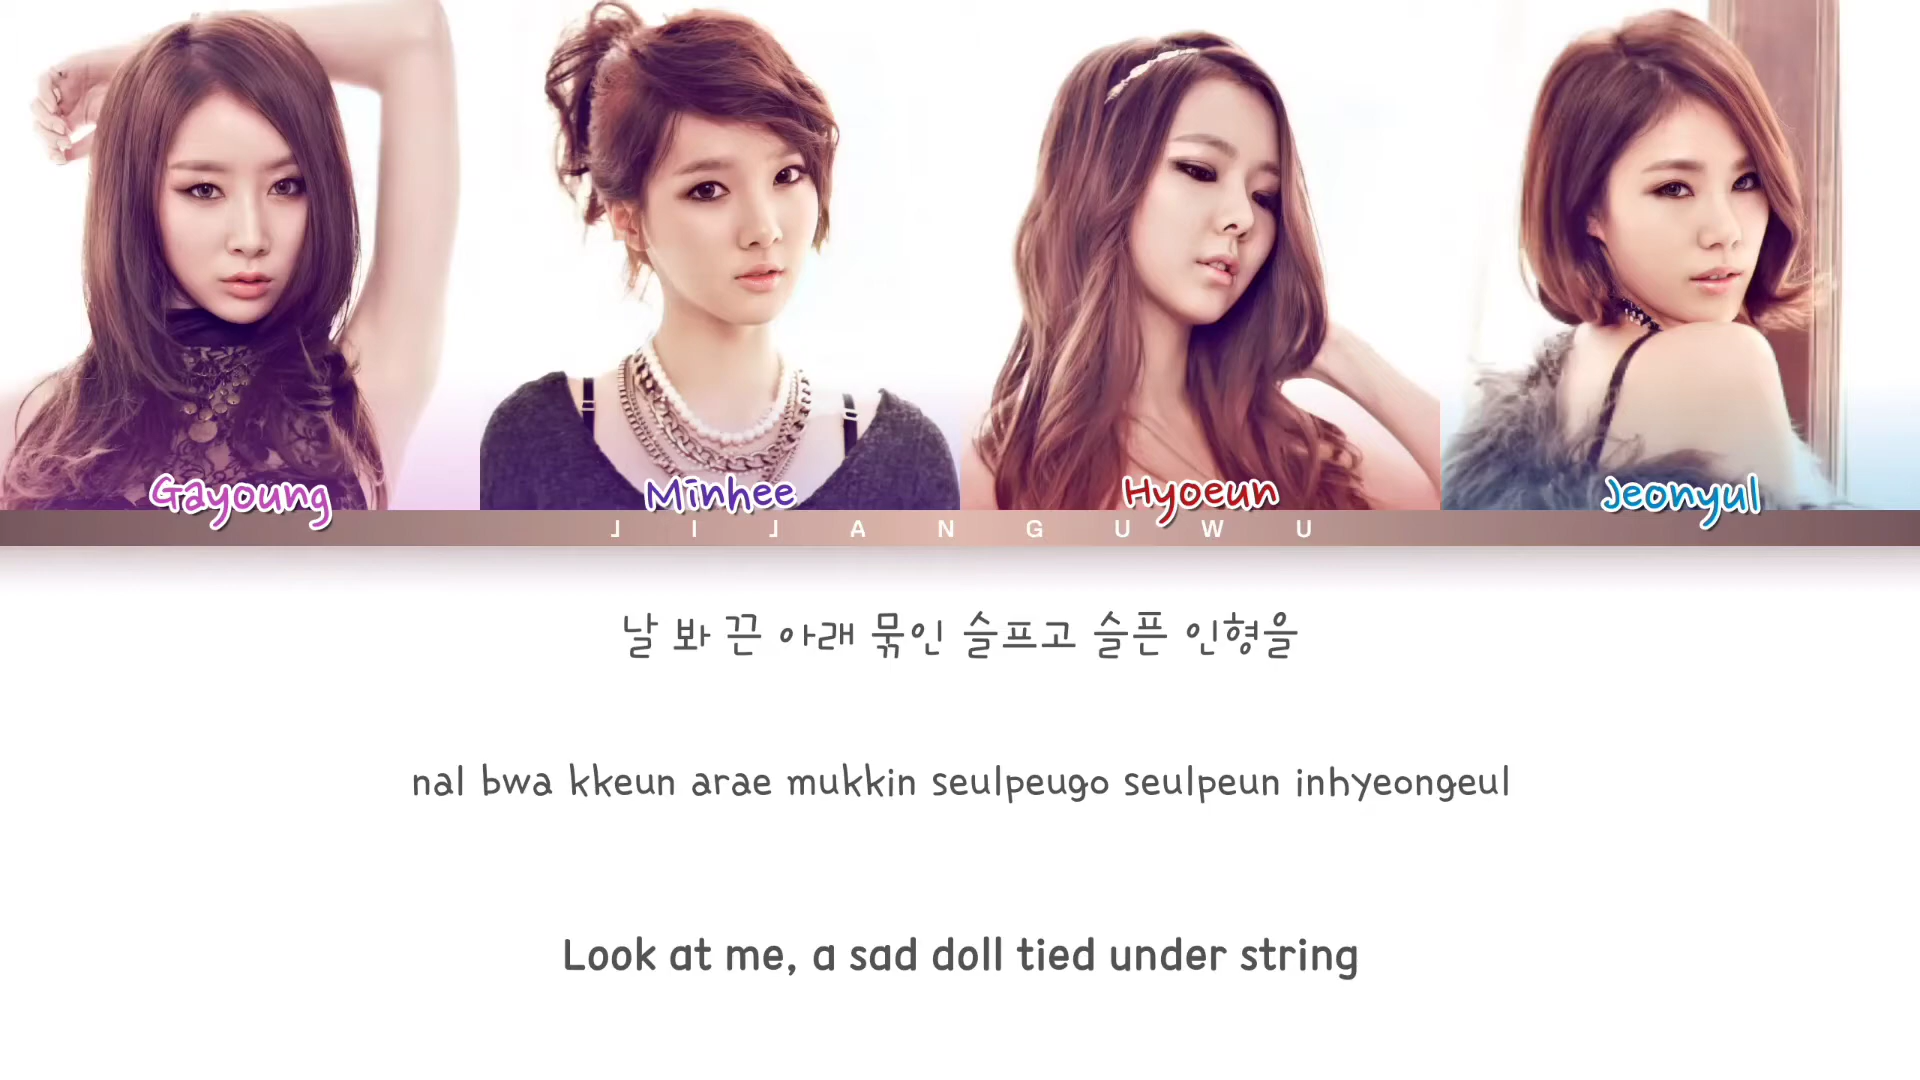 Gayoung Minhee Hyoeun Jeonyul
JIJANGUWU
날 봐 끈 아래 묶인 슬프고 슬픈 인형을
nal bwa kkeun arae mukkin seulpeugo seulpeun inhyeongeul
Look at me, a sad doll tied under string